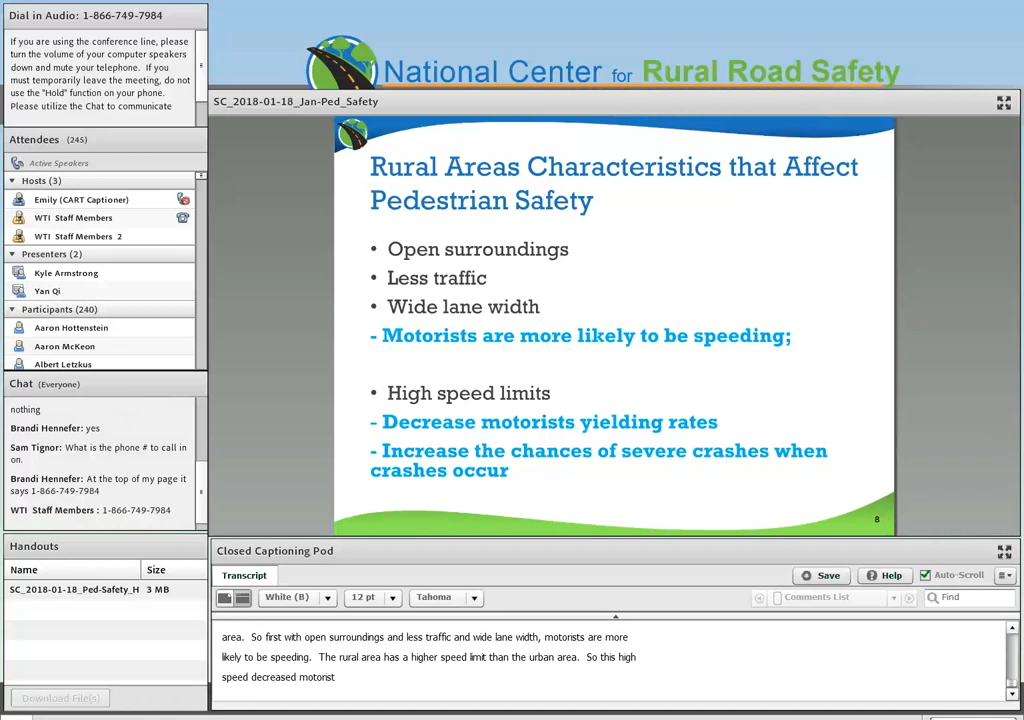 Dial in Audio: 1-866-749-7984
If you are using the conference line, please
turn the volume of your computer speakers
down and mute your telephone. If you
must temporarily leave the meeting, do not
use the "Hold" function on your phone.
Please utilize the Chat to communicate
Attendees (245)
Active Speakers
Hosts (3)
Emily (CART Captioner)
WTI Staff Members
WTI Staff Members 2
Presenters (2)
Kyle Armstrong
Yan Qi
Participants (240)
Aaron Hottenstein
Aaron McKeon
Albert Letzkus
Chat (Everyone)
nothing
Brandi Hennefer: yes
Sam Tignor: What is the phone # to call in
on.
Brandi Hennefer: At the top of my page it
says 1-866-749-7984
WTI Staff Members : 1-866-749-7984
Handouts
Name Size
SC_2018-01-18_Ped-Safety_H 3 MB
Download File(s)
National Center for Rural Road Safety
SC_2018-01-18_Jan-Ped_Safety
Rural Areas Characteristics that Affect
Pedestrian Safety
• Open surroundings
• Less traffic
• Wide lane width
- Motorists are more likely to be speeding;
• High speed limits
- Decrease motorists yielding rates
- Increase the chances of severe crashes when
crashes occur
8
Closed Captioning Pod
Transcript Save Help Auto-Scroll
White (B) 12 pt Tahoma Comments List Find
area. So first with open surroundings and less traffic and wide lane width, motorists are more
likely to be speeding. The rural area has a higher speed limit than the urban area. So this high
speed decreased motorist